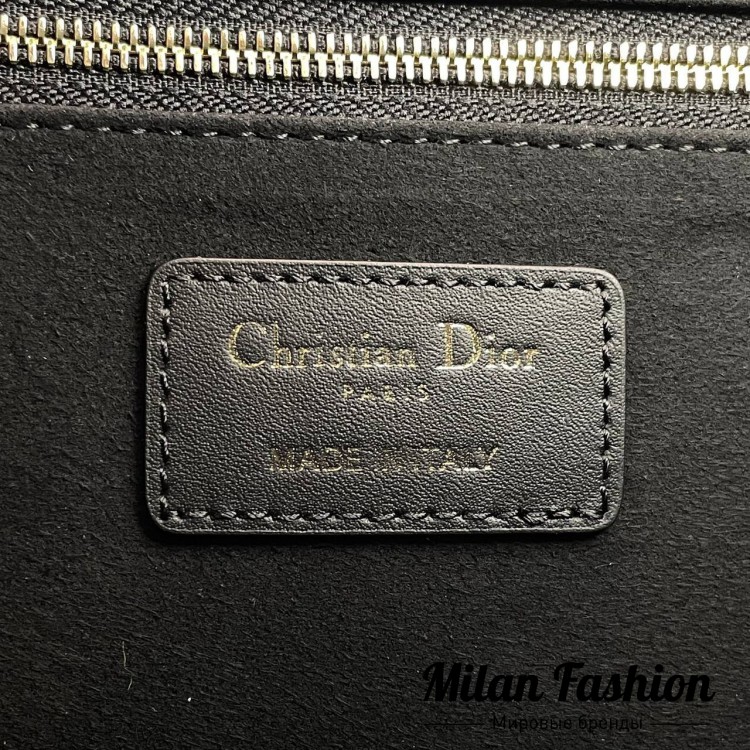 Christian Dior
PARIS
MADE IN ITALY
Milan Fashion
Мировые бренды